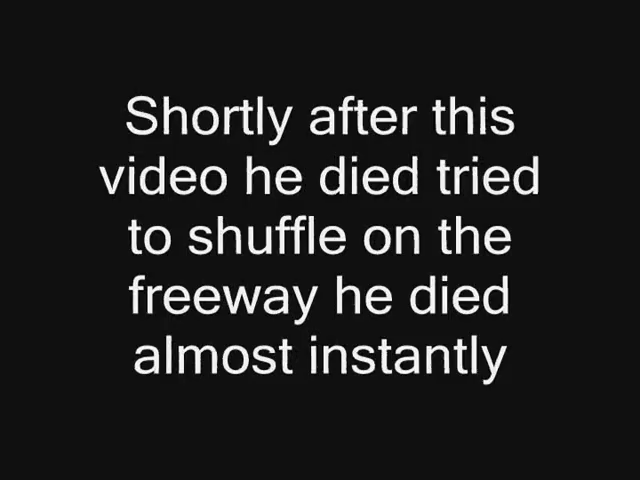 Shortly after this
video he died tried
to shuffle on the
freeway he died
almost instantly